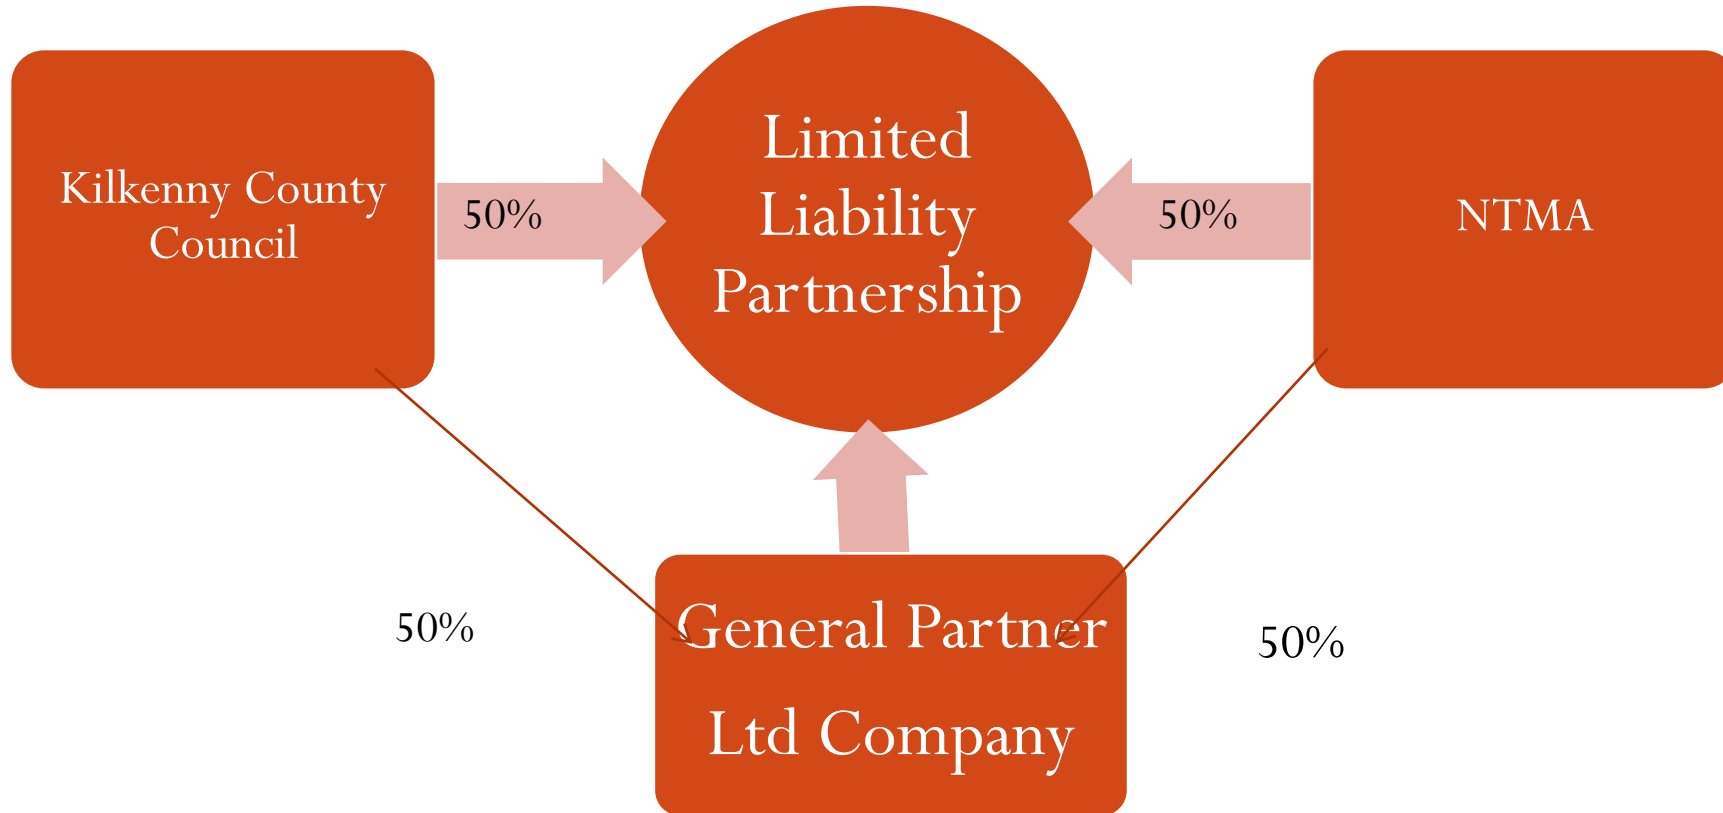 Kilkenny County
Council
50%
Limited
Liability
Partnership
50%
NTMA
50%
General Partner
Ltd Company
50%